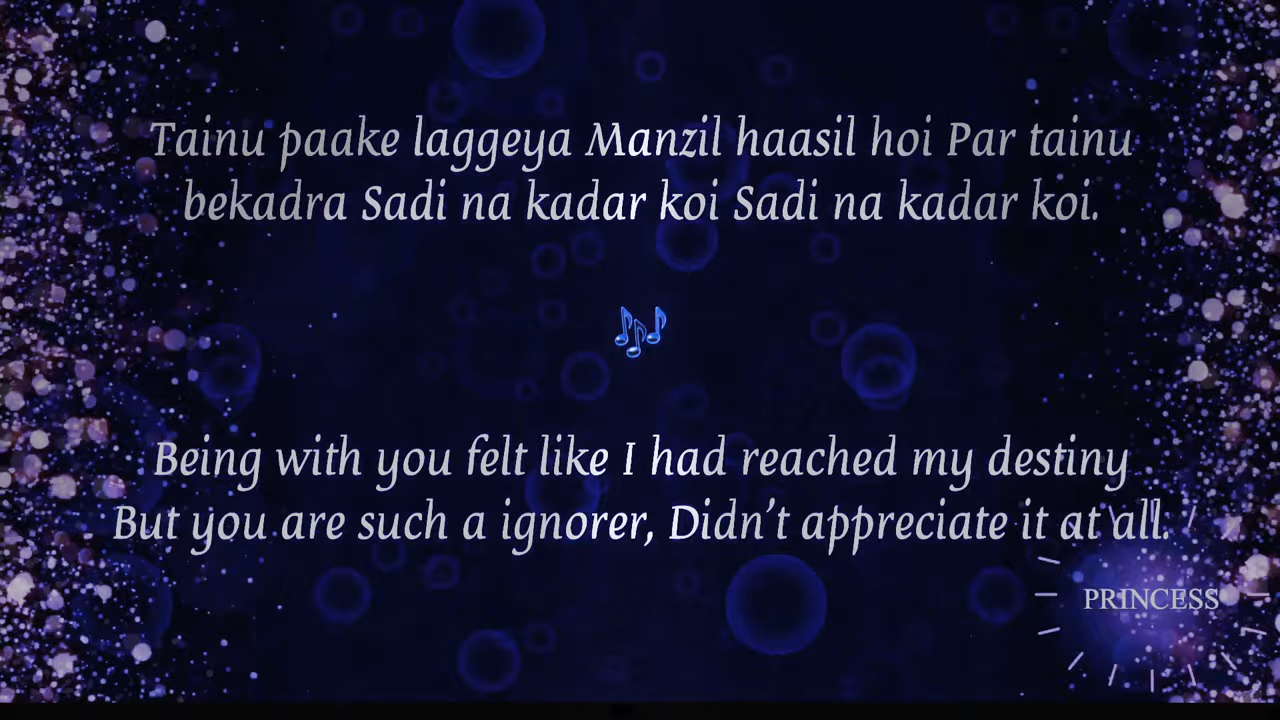 Tainu paake laggeya Manzil haasil hoi Par tainu
bekadra Sadi na kadar koi Sadi na kadar koi.
Being with you felt like I had reached my destiny
But you are such a ignorer, Didn't appreciate it at all.
PRINCESS